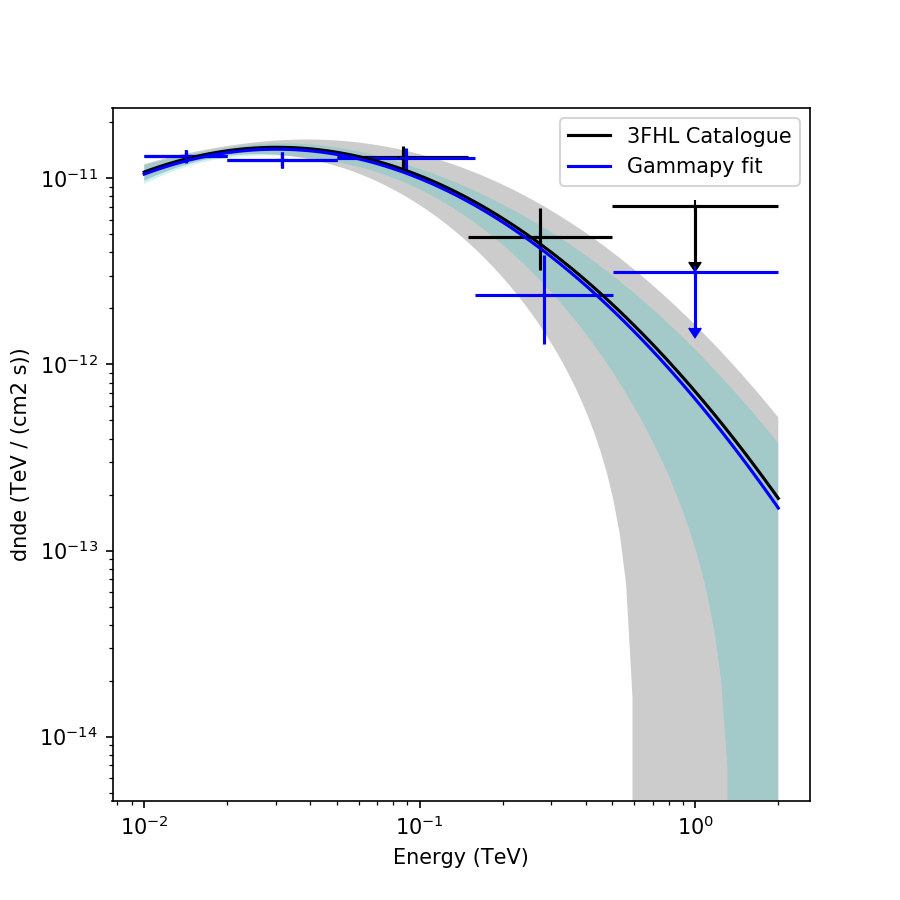 3FHL Catalogue
Gammapy fit
dnde (TeV / (cm2 s))
10⁻¹¹
10⁻¹²
10⁻¹³
10⁻¹⁴
10⁻²
10⁻¹
10⁰
Energy (TeV)